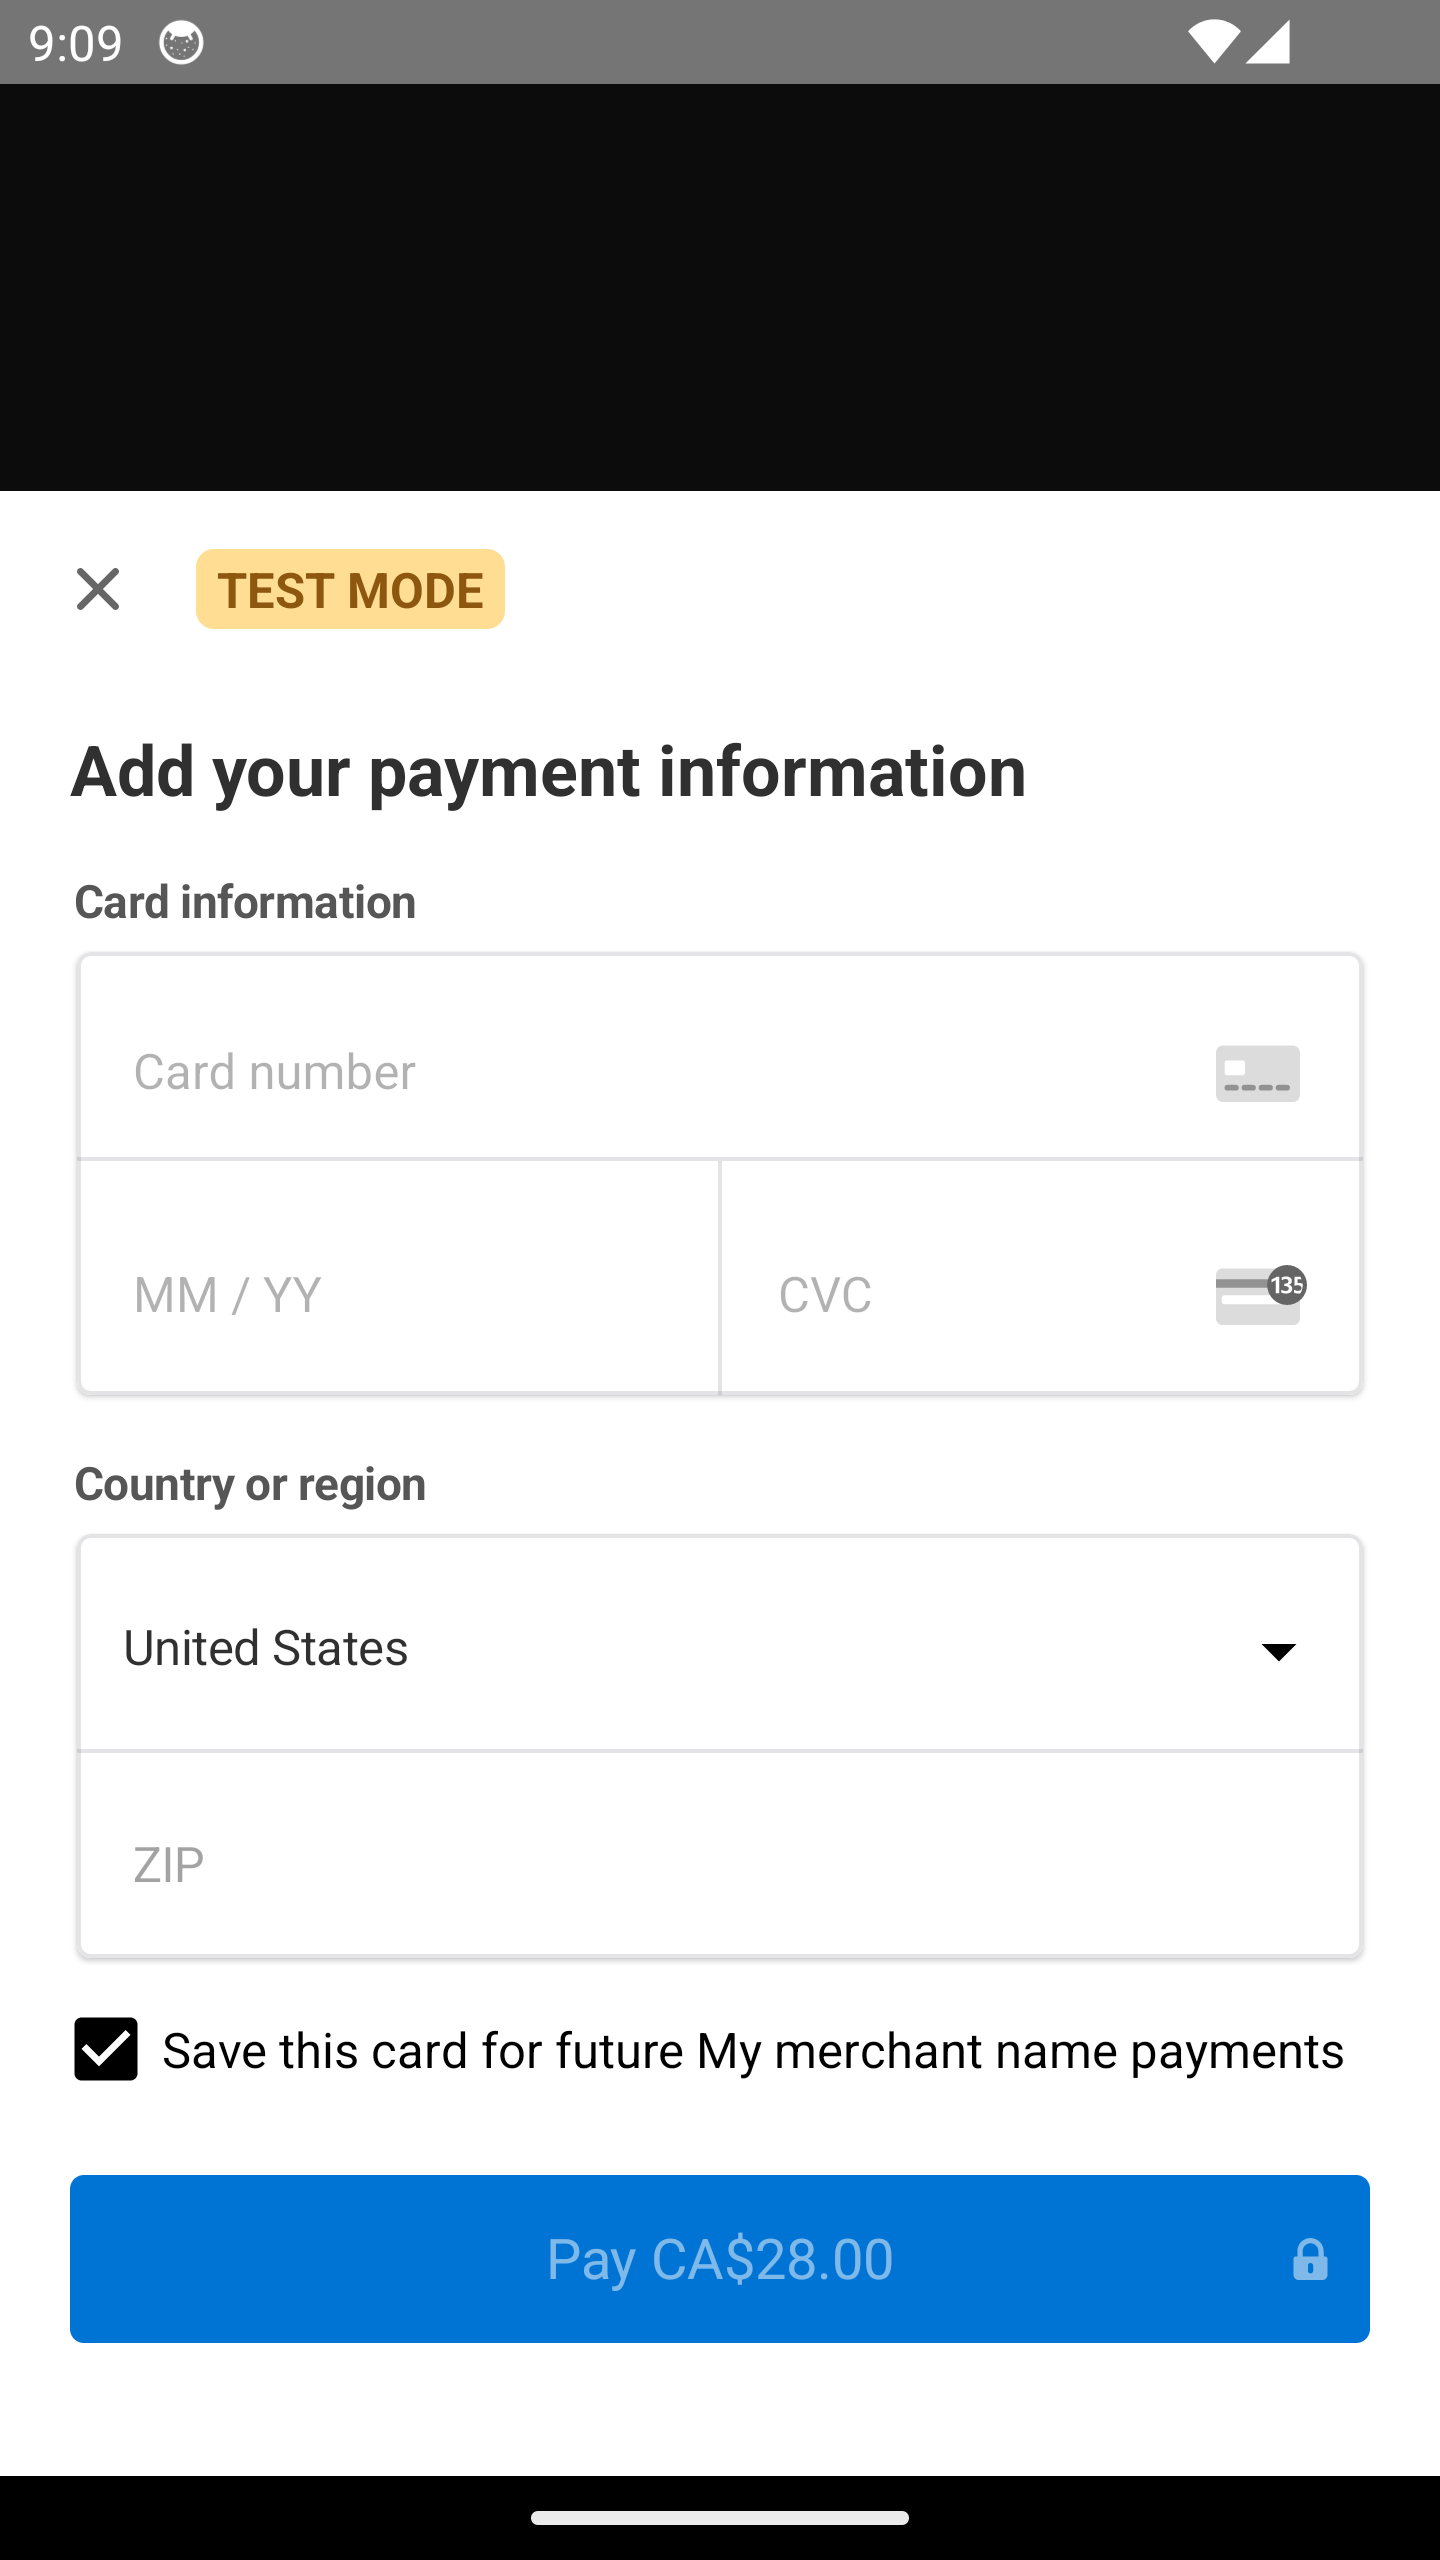 9:09
TEST MODE
Add your payment information
Card information
Card number
MM / YY
CVC
135
Country or region
United States
ZIP
Save this card for future My merchant name payments
Pay CA$28.00